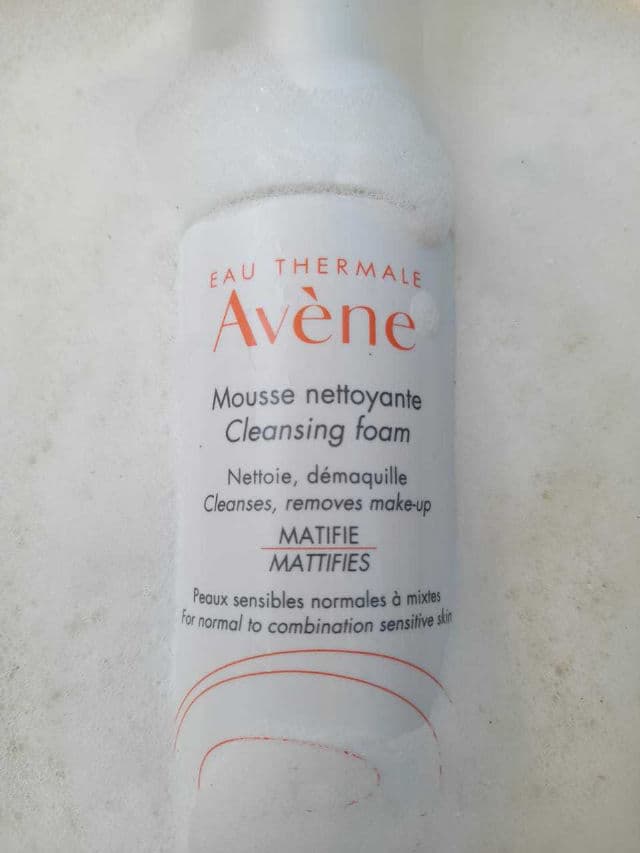 EAU THERMALE
Avène
Mousse nettoyante
Cleansing foam
Nettoie, démaquille
Cleanses, removes make-up
MATIFIE
MATTIFIES
Peaux sensibles normales à mixtes
For normal to combination sensitive skin